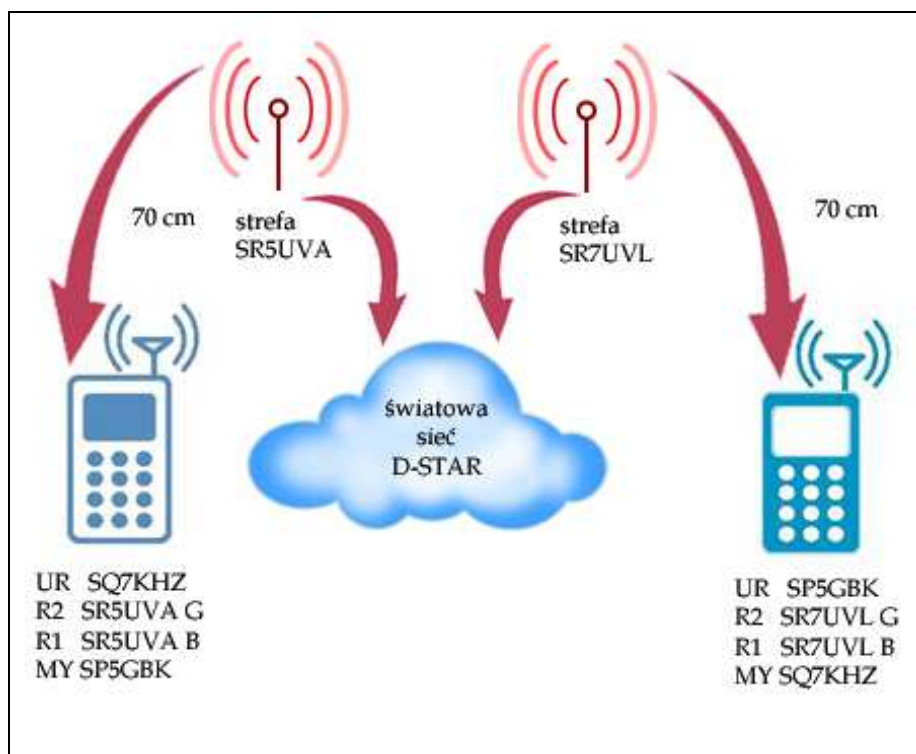 70 cm
strefa
SR5UVA
strefa
SR7UVL
70 cm
światowa
sieć
D-STAR
UR SQ7KHZ
R2 SR5UVA G
R1 SR5UVA B
MY SP5GBK
UR SP5GBK
R2 SR7UVL G
R1 SR7UVL B
MY SQ7KHZ